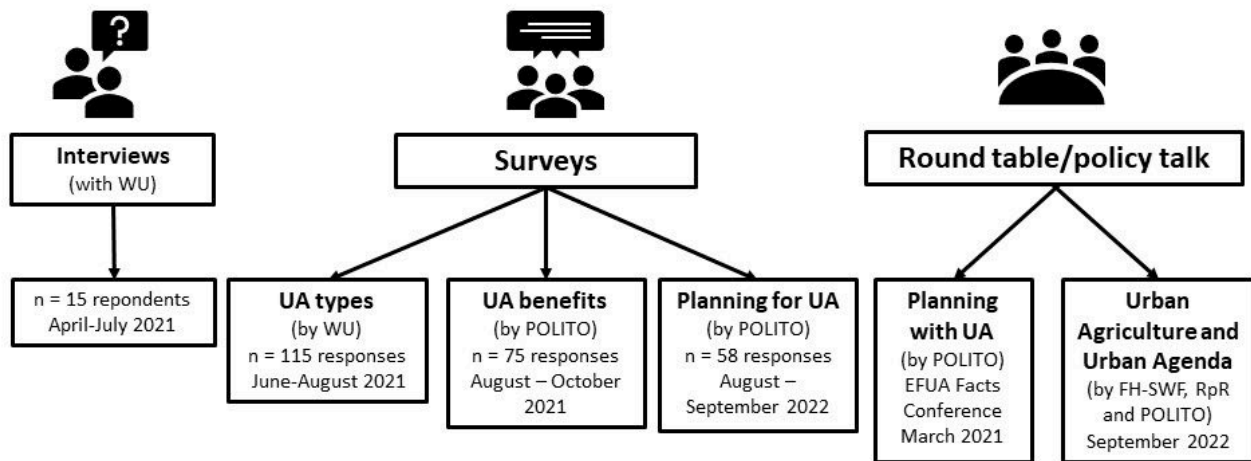 ?
Interviews
(with WU)
Surveys
Round table/policy talk
n = 15 repondents
April-July 2021
UA types
(by WU)
n = 115 responses
June-August 2021
UA benefits
(by POLITO)
n = 75 responses
August – October
2021
Planning for UA
(by POLITO)
n = 58 responses
August –
September 2022
Planning
with UA
(by POLITO)
EFUA Facts
Conference
March 2021
Urban
Agriculture and
Urban Agenda
(by FH-SWF, RpR
and POLITO)
September 2022